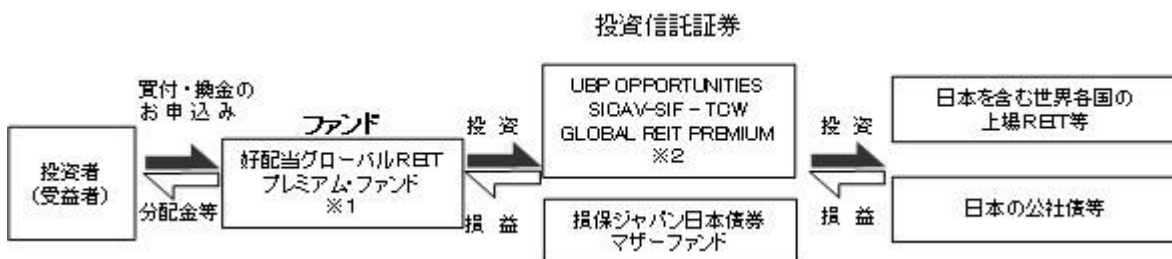 投資信託証券
買付・換金の
お申込み
投資者
(受益者)
分配金等
ファンド
好配当グローバルREIT
プレミアム・ファンド
※1
投資
損益
UBP OPPORTUNITIES
SICAV-SIF - TCW
GLOBAL REIT PREMIUM
※2
損保ジャパン日本債券
マザーファンド
投資
損益
日本を含む世界各国の
上場REIT等
日本の公社債等